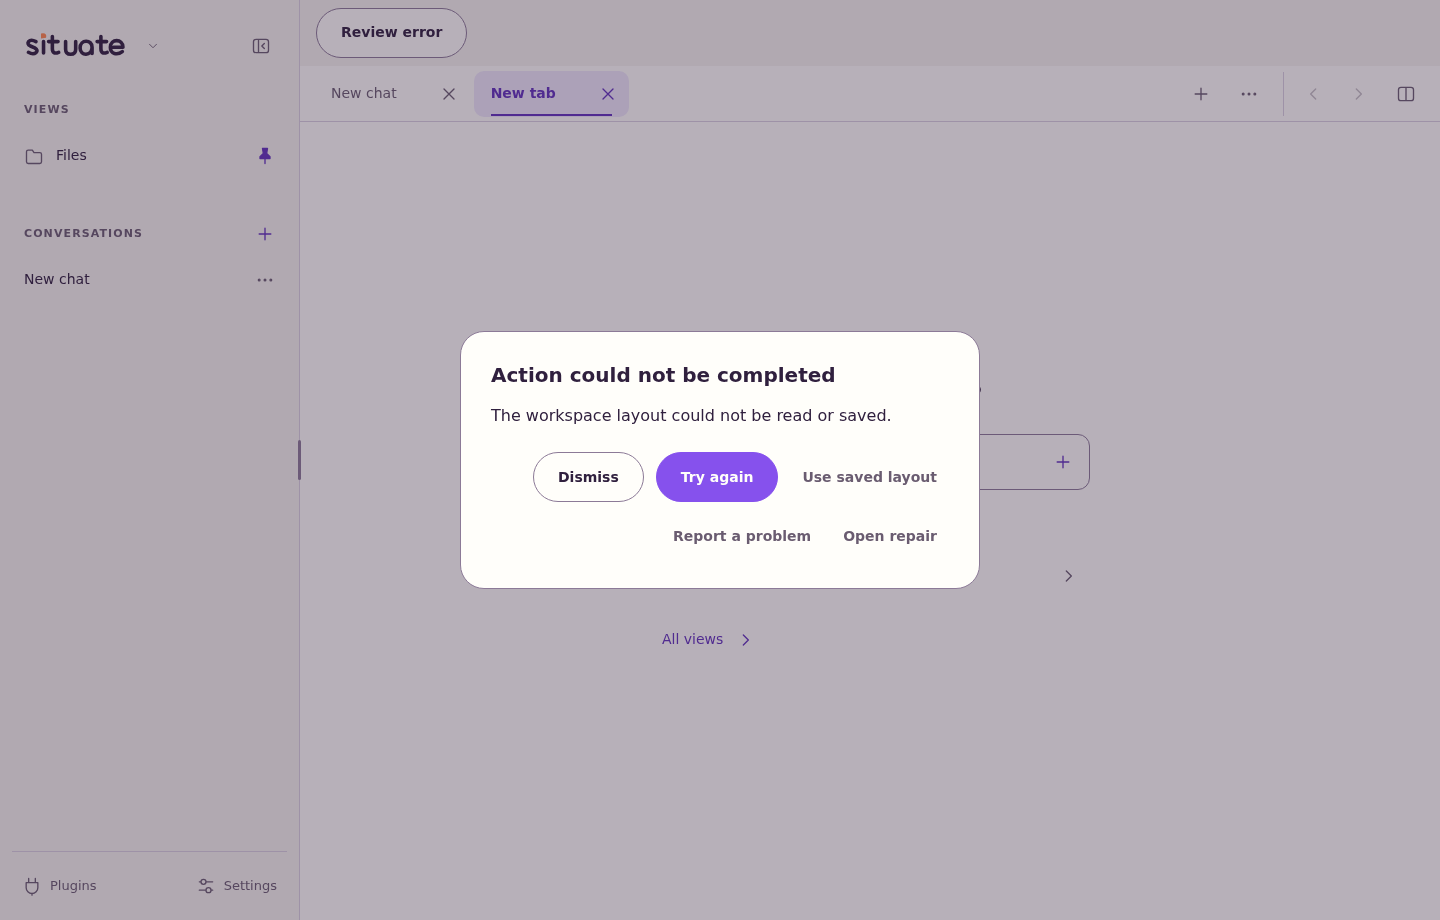 situate
Review error
New chat
New tab
VIEWS
Files
CONVERSATIONS
New chat
Action could not be completed
The workspace layout could not be read or saved.
Dismiss
Try again
Use saved layout
Report a problem
Open repair
All views
Plugins
Settings